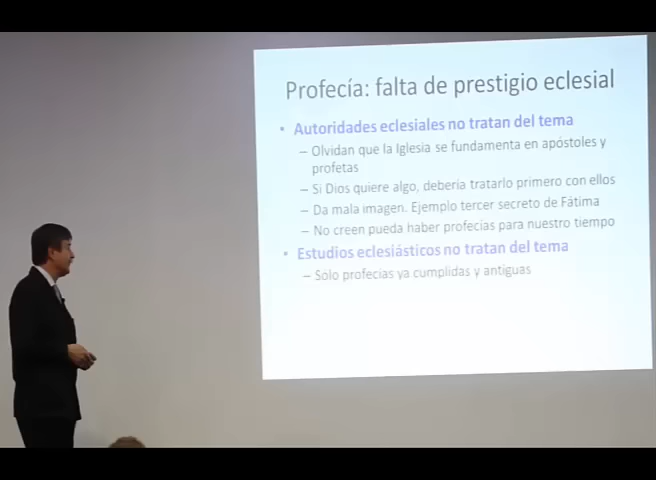 Profecía: falta de prestigio eclesial
• Autoridades eclesiales no tratan del tema
– Olvidan que la Iglesia se fundamenta en apóstoles y
profetas
– Si Dios quiere algo, debería tratarlo primero con ellos
– Da mala imagen. Ejemplo tercer secreto de Fátima
– No creen pueda haber profecías para nuestro tiempo
• Estudios eclesiásticos no tratan del tema
– Sólo profecías ya cumplidas y antiguas